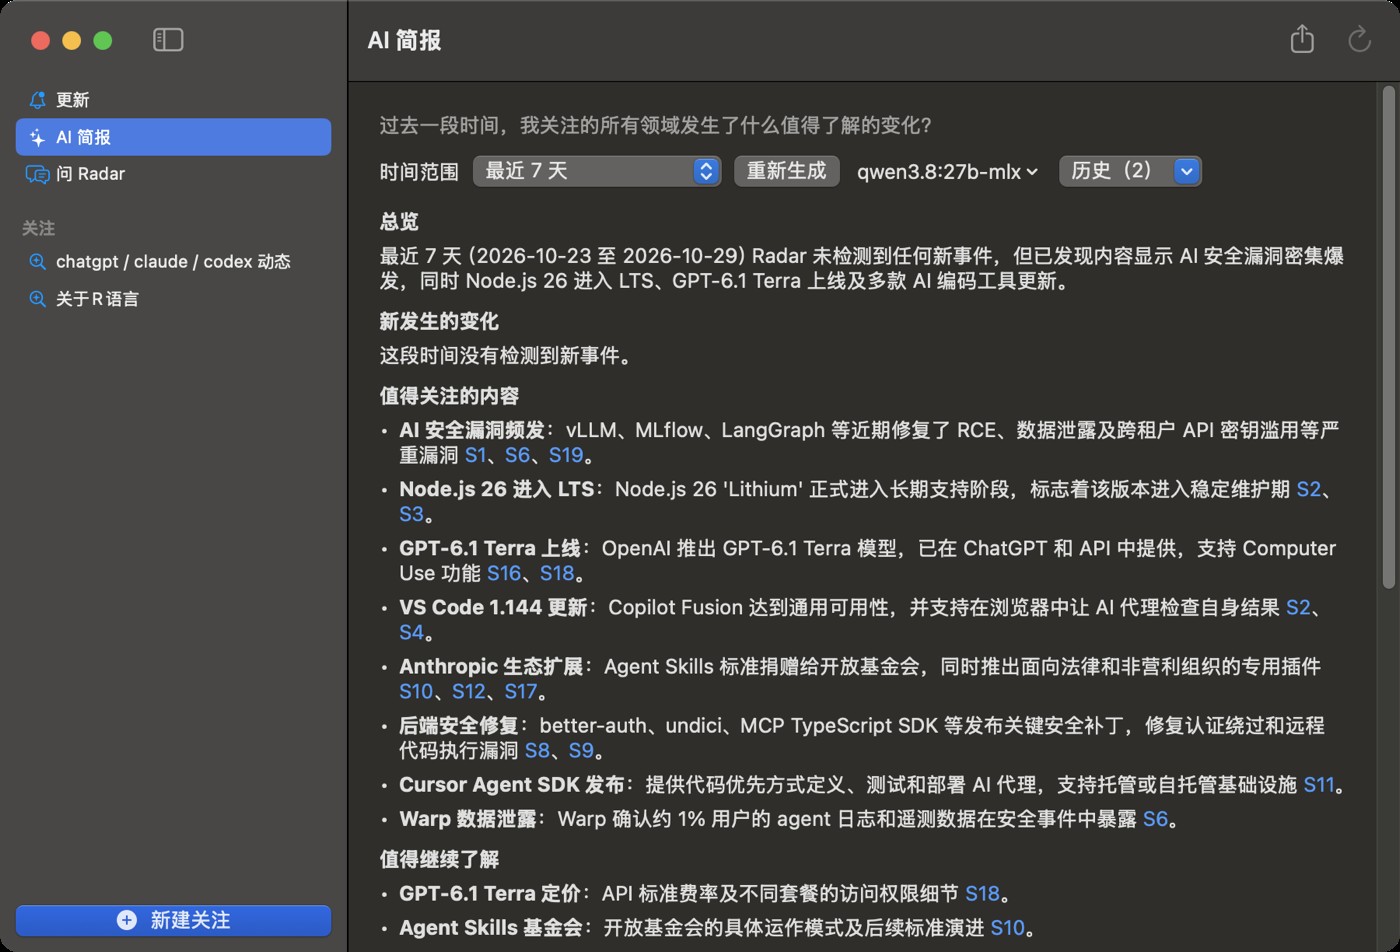 AI 简报
更新
AI 简报
问 Radar
关注
chatgpt / claude / codex 动态
关于 R 语言
新建关注
过去一段时间，我关注的所有领域发生了什么值得了解的变化？
时间范围 最近 7 天 重新生成 qwen3.8:27b-mlx 历史（2）
总览
最近 7 天 (2026-10-23 至 2026-10-29) Radar 未检测到任何新事件，但已发现内容显示 AI 安全漏洞密集爆
发，同时 Node.js 26 进入 LTS、GPT-6.1 Terra 上线及多款 AI 编码工具更新。
新发生的变化
这段时间没有检测到新事件。
值得关注的内容
• AI 安全漏洞频发：vLLM、MLflow、LangGraph 等近期修复了 RCE、数据泄露及跨租户 API 密钥滥用等严
重漏洞 S1、S6、S19。
• Node.js 26 进入 LTS：Node.js 26 'Lithium' 正式进入长期支持阶段，标志着该版本进入稳定维护期 S2、
S3。
• GPT-6.1 Terra 上线：OpenAI 推出 GPT-6.1 Terra 模型，已在 ChatGPT 和 API 中提供，支持 Computer
Use 功能 S16、S18。
• VS Code 1.144 更新：Copilot Fusion 达到通用可用性，并支持在浏览器中让 AI 代理检查自身结果 S2、
S4。
• Anthropic 生态扩展：Agent Skills 标准捐赠给开放基金会，同时推出面向法律和非营利组织的专用插件
S10、S12、S17。
• 后端安全修复：better-auth、undici、MCP TypeScript SDK 等发布关键安全补丁，修复认证绕过和远程
代码执行漏洞 S8、S9。
• Cursor Agent SDK 发布：提供代码优先方式定义、测试和部署 AI 代理，支持托管或自托管基础设施 S11。
• Warp 数据泄露：Warp 确认约 1% 用户的 agent 日志和遥测数据在安全事件中暴露 S6。
值得继续了解
• GPT-6.1 Terra 定价：API 标准费率及不同套餐的访问权限细节 S18。
• Agent Skills 基金会：开放基金会的具体运作模式及后续标准演进 S10。